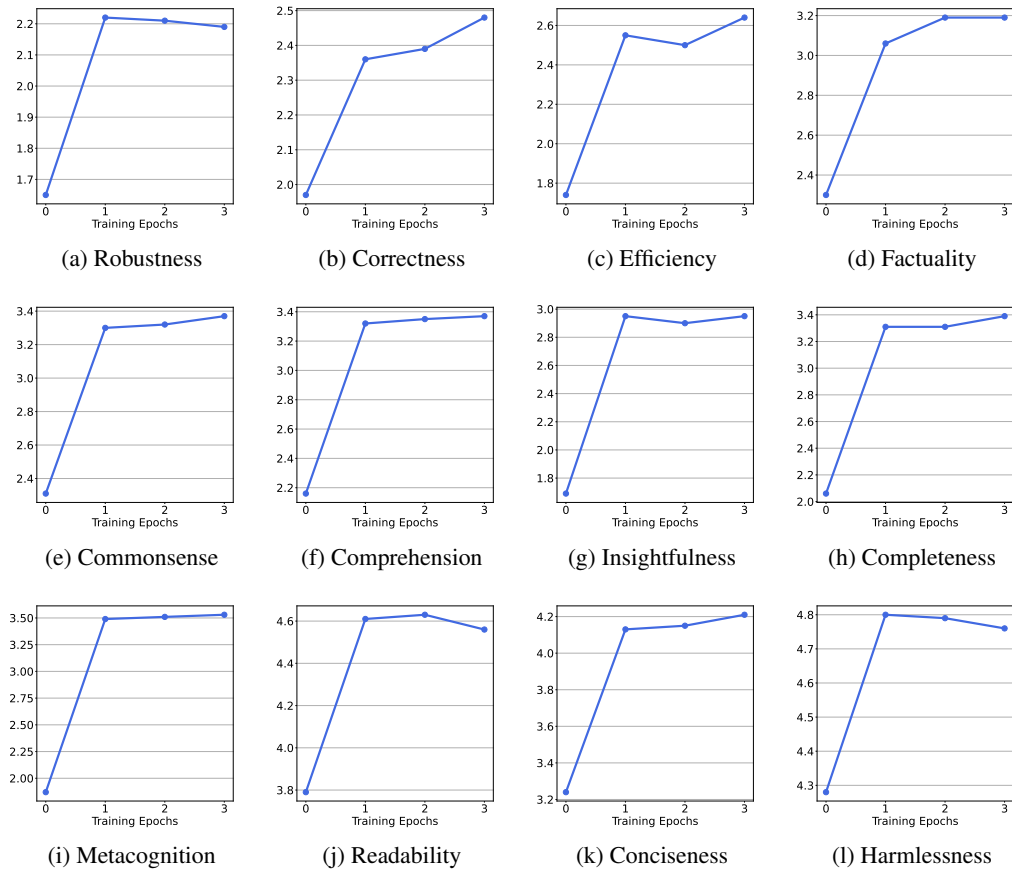 2.2
2.1
2.0
1.9
1.8
1.7
0 1 2 3
Training Epochs
(a) Robustness
2.5
2.4
2.3
2.2
2.1
2.0
0 1 2 3
Training Epochs
(b) Correctness
2.6
2.4
2.2
2.0
1.8
0 1 2 3
Training Epochs
(c) Efficiency
3.2
3.0
2.8
2.6
2.4
0 1 2 3
Training Epochs
(d) Factuality
3.4
3.2
3.0
2.8
2.6
2.4
0 1 2 3
Training Epochs
(e) Commonsense
3.4
3.2
3.0
2.8
2.6
2.4
2.2
0 1 2 3
Training Epochs
(f) Comprehension
3.0
2.8
2.6
2.4
2.2
2.0
1.8
0 1 2 3
Training Epochs
(g) Insightfulness
3.4
3.2
3.0
2.8
2.6
2.4
2.2
2.0
0 1 2 3
Training Epochs
(h) Completeness
3.50
3.25
3.00
2.75
2.50
2.25
2.00
0 1 2 3
Training Epochs
(i) Metacognition
4.6
4.4
4.2
4.0
3.8
0 1 2 3
Training Epochs
(j) Readability
4.2
4.0
3.8
3.6
3.4
3.2
0 1 2 3
Training Epochs
(k) Conciseness
4.8
4.7
4.6
4.5
4.4
4.3
0 1 2 3
Training Epochs
(l) Harmlessness